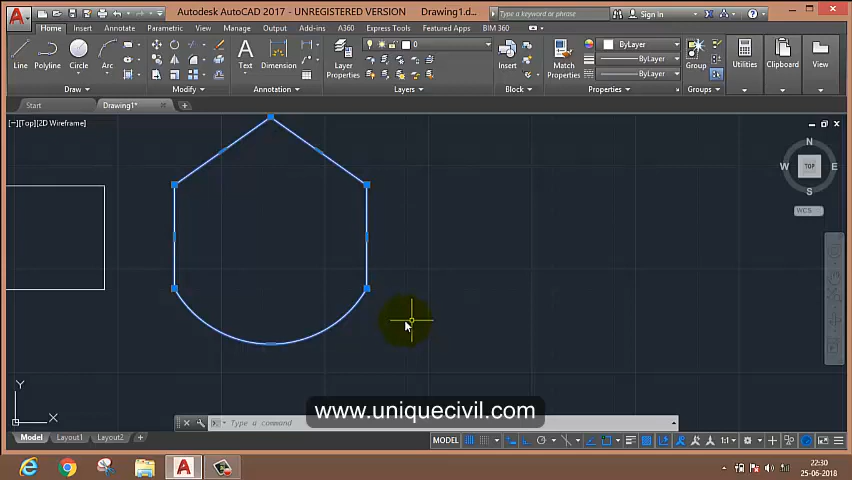 Autodesk AutoCAD 2017 - UNREGISTERED VERSION Drawing1.d...
Type a keyword or phrase
Sign In
Home Insert Annotate Parametric View Manage Output Add-ins A360 Express Tools Featured Apps BIM 360
Line Polyline Circle Arc
Text Dimension
Layer Properties
0
Insert
Match Properties
ByLayer
ByLayer
ByLayer
Group
Utilities
Clipboard
View
Draw Modify Annotation Layers Block Properties Groups
Start Drawing1*
[−][Top][2D Wireframe]
N
W TOP E
S
WCS
Y
X
www.uniquecivil.com
Type a command
Model Layout1 Layout2
MODEL 1:1
22:30
25-06-2018